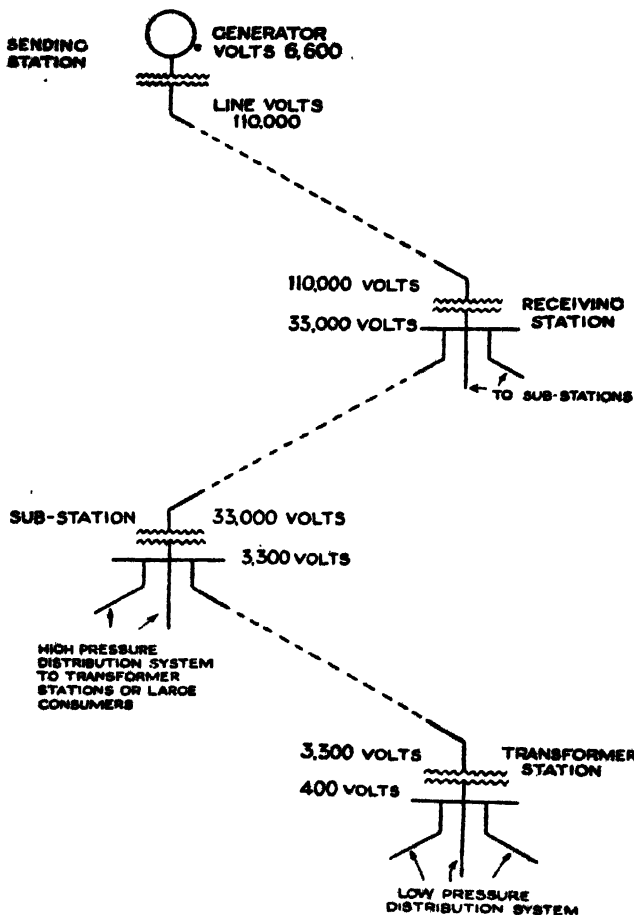 SENDING
STATION
GENERATOR
VOLTS 6,600
LINE VOLTS
110,000
110,000 VOLTS
33,000 VOLTS
RECEIVING
STATION
TO SUB-STATIONS
SUB-STATION
33,000 VOLTS
3,300 VOLTS
HIGH PRESSURE
DISTRIBUTION SYSTEM
TO TRANSFORMER
STATIONS OR LARGE
CONSUMERS
3,300 VOLTS
400 VOLTS
TRANSFORMER
STATION
LOW PRESSURE
DISTRIBUTION SYSTEM